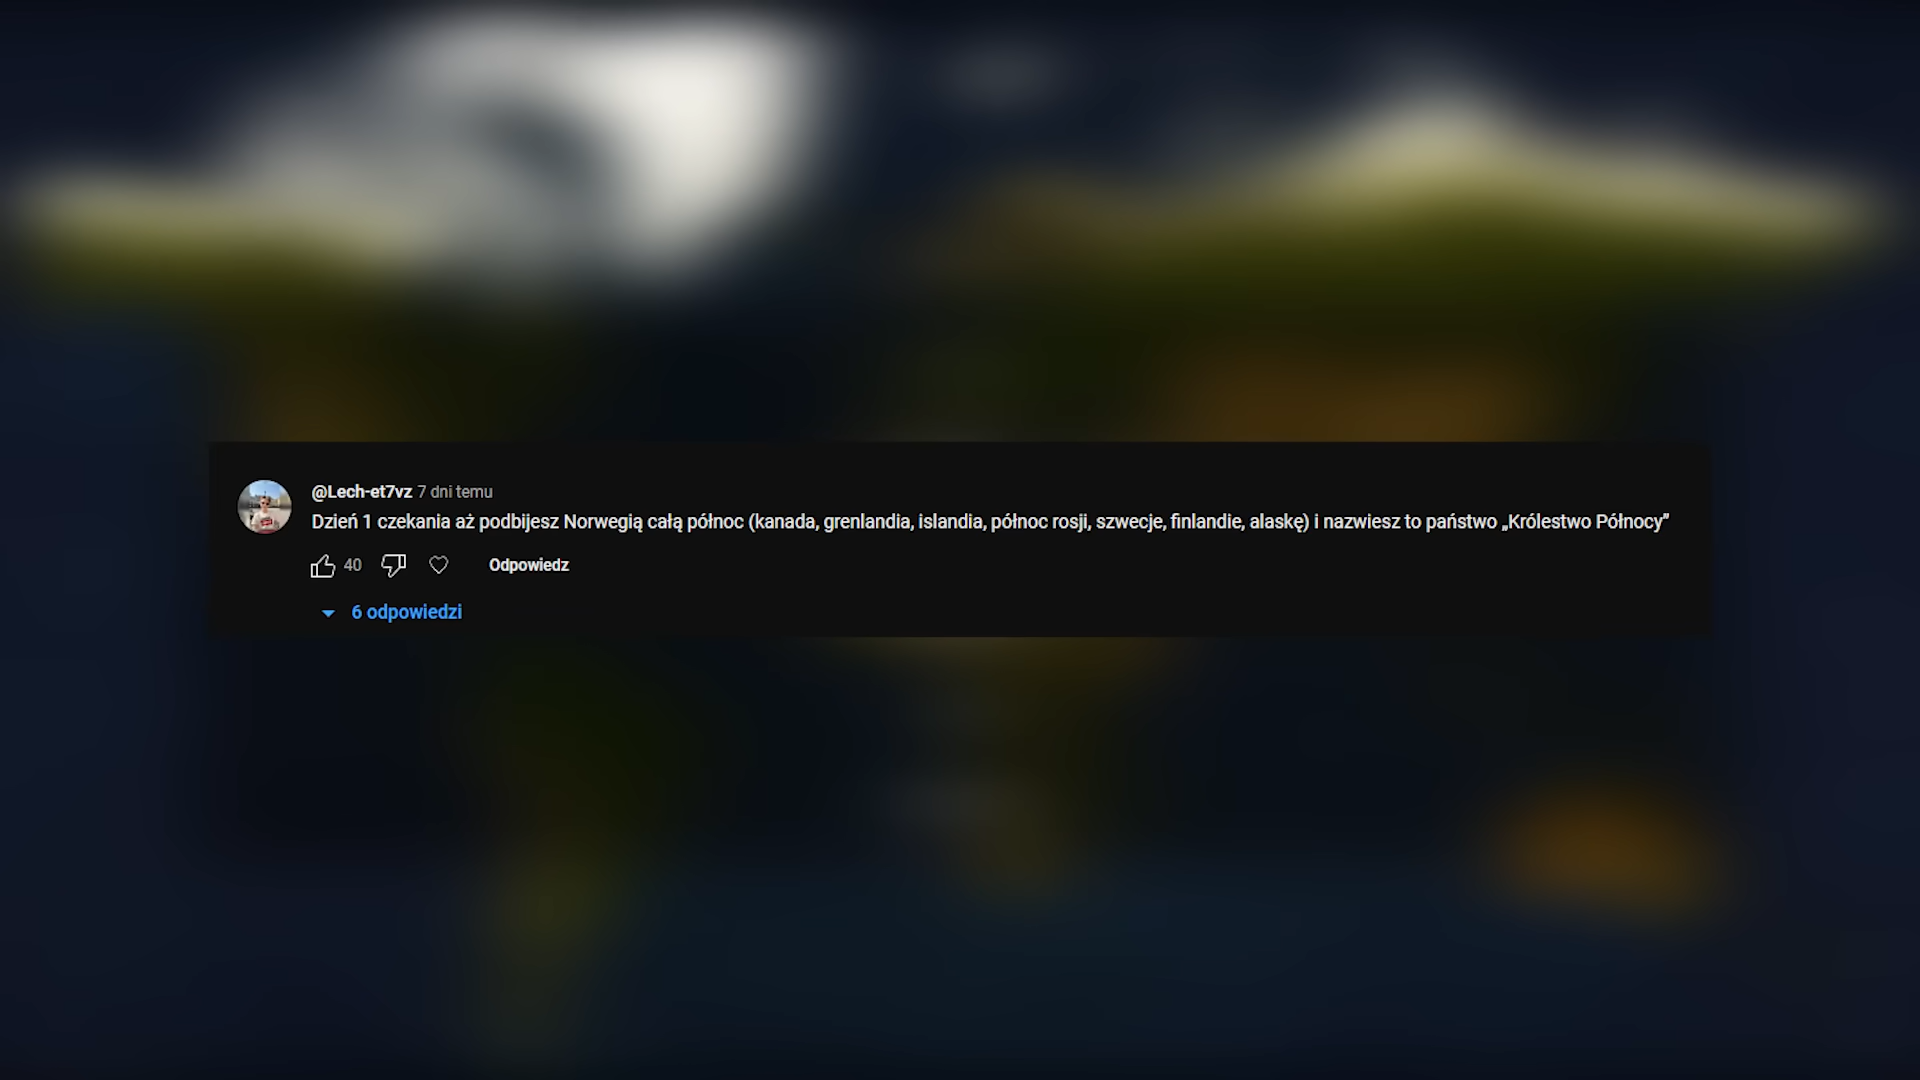 @Lech-et7vz 7 dni temu
Dzień 1 czekania aż podbijesz Norwegią całą północ (kanada, grenlandia, islandia, północ rosji, szwecje, finlandie, alaskę) i nazwiesz to państwo „Królestwo Północy”
40 Odpowiedz
6 odpowiedzi